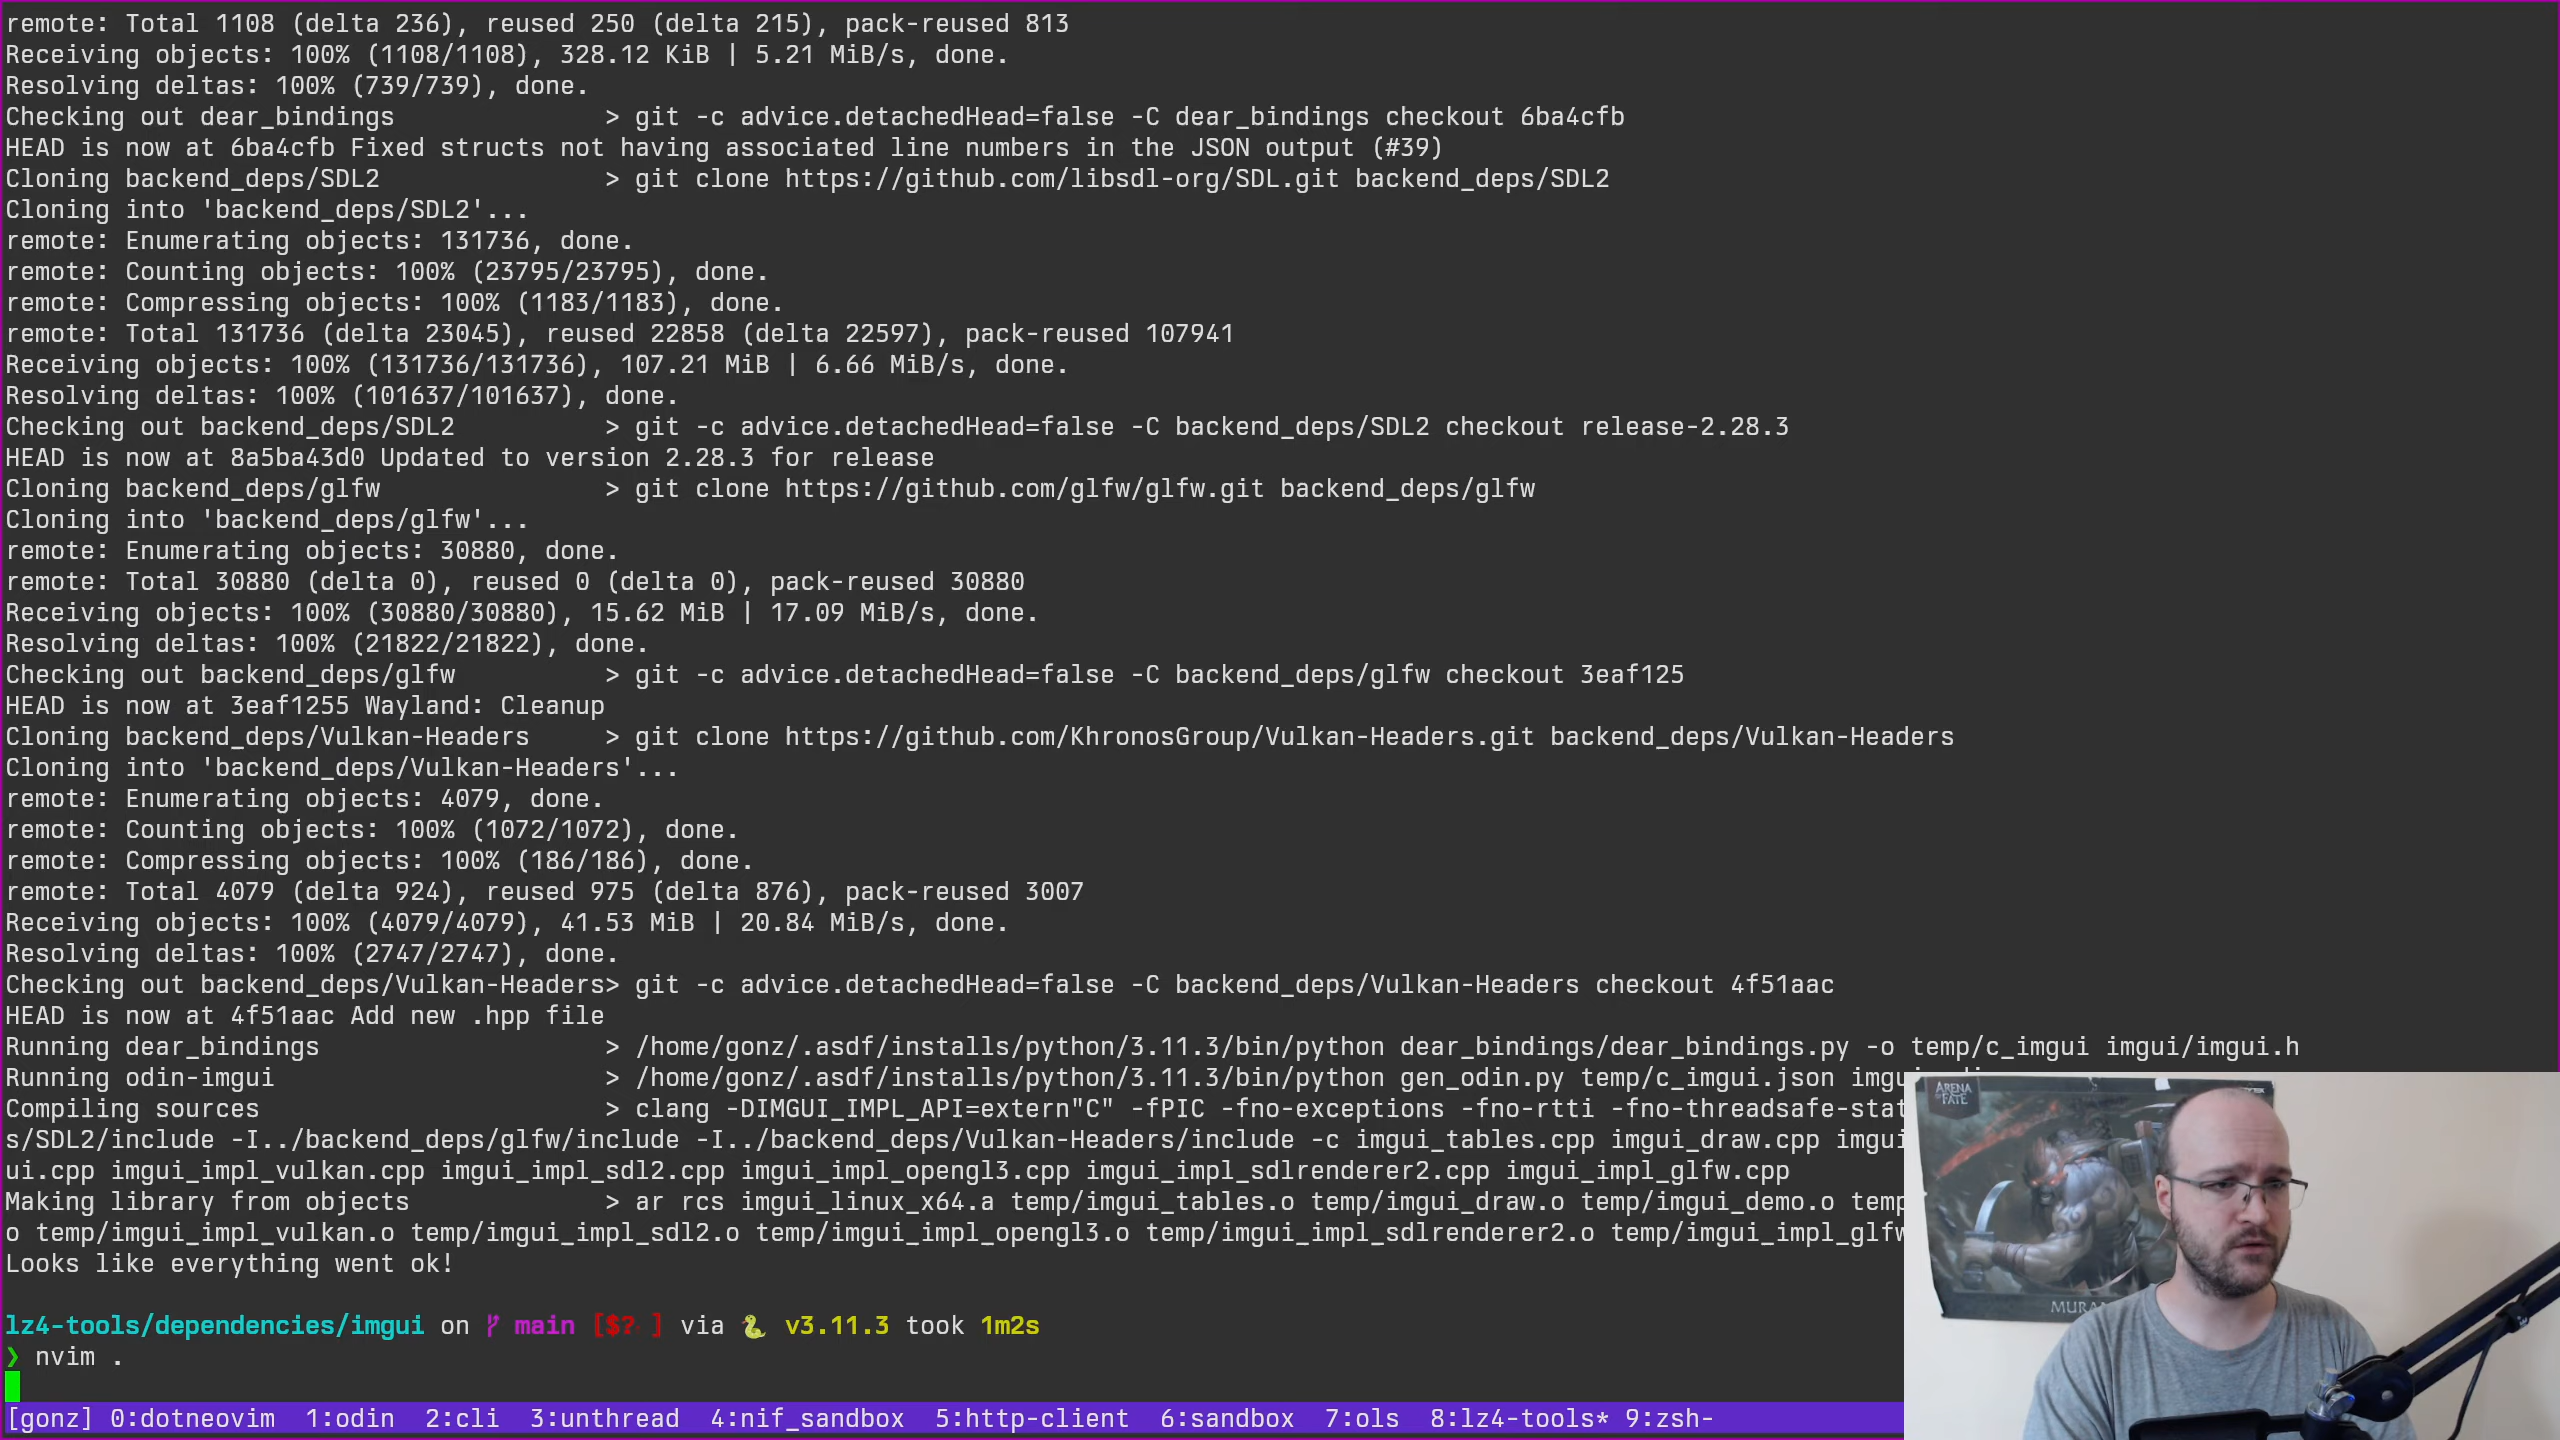 remote: Total 1108 (delta 236), reused 250 (delta 215), pack-reused 813
Receiving objects: 100% (1108/1108), 328.12 KiB | 5.21 MiB/s, done.
Resolving deltas: 100% (739/739), done.
Checking out dear_bindings > git -c advice.detachedHead=false -C dear_bindings checkout 6ba4cfb
HEAD is now at 6ba4cfb Fixed structs not having associated line numbers in the JSON output (#39)
Cloning backend_deps/SDL2 > git clone https://github.com/libsdl-org/SDL.git backend_deps/SDL2
Cloning into 'backend_deps/SDL2'...
remote: Enumerating objects: 131736, done.
remote: Counting objects: 100% (23795/23795), done.
remote: Compressing objects: 100% (1183/1183), done.
remote: Total 131736 (delta 23045), reused 22858 (delta 22597), pack-reused 107941
Receiving objects: 100% (131736/131736), 107.21 MiB | 6.66 MiB/s, done.
Resolving deltas: 100% (101637/101637), done.
Checking out backend_deps/SDL2 > git -c advice.detachedHead=false -C backend_deps/SDL2 checkout release-2.28.3
HEAD is now at 8a5ba43d0 Updated to version 2.28.3 for release
Cloning backend_deps/glfw > git clone https://github.com/glfw/glfw.git backend_deps/glfw
Cloning into 'backend_deps/glfw'...
remote: Enumerating objects: 30880, done.
remote: Total 30880 (delta 0), reused 0 (delta 0), pack-reused 30880
Receiving objects: 100% (30880/30880), 15.62 MiB | 17.09 MiB/s, done.
Resolving deltas: 100% (21822/21822), done.
Checking out backend_deps/glfw > git -c advice.detachedHead=false -C backend_deps/glfw checkout 3eaf125
HEAD is now at 3eaf1255 Wayland: Cleanup
Cloning backend_deps/Vulkan-Headers > git clone https://github.com/KhronosGroup/Vulkan-Headers.git backend_deps/Vulkan-Headers
Cloning into 'backend_deps/Vulkan-Headers'...
remote: Enumerating objects: 4079, done.
remote: Counting objects: 100% (1072/1072), done.
remote: Compressing objects: 100% (186/186), done.
remote: Total 4079 (delta 924), reused 975 (delta 876), pack-reused 3007
Receiving objects: 100% (4079/4079), 41.53 MiB | 20.84 MiB/s, done.
Resolving deltas: 100% (2747/2747), done.
Checking out backend_deps/Vulkan-Headers> git -c advice.detachedHead=false -C backend_deps/Vulkan-Headers checkout 4f51aac
HEAD is now at 4f51aac Add new .hpp file
Running dear_bindings > /home/gonz/.asdf/installs/python/3.11.3/bin/python dear_bindings/dear_bindings.py -o temp/c_imgui imgui/imgui.h
Running odin-imgui > /home/gonz/.asdf/installs/python/3.11.3/bin/python gen_odin.py temp/c_imgui.json
Compiling sources > clang -DIMGUI_IMPL_API=extern"C" -fPIC -fno-exceptions -fno-rtti -fno-threadsafe-stat
s/SDL2/include -I../backend_deps/glfw/include -I../backend_deps/Vulkan-Headers/include -c imgui_tables.cpp imgui_draw.cpp imgui
ui.cpp imgui_impl_vulkan.cpp imgui_impl_sdl2.cpp imgui_impl_opengl3.cpp imgui_impl_sdlrenderer2.cpp imgui_impl_glfw.cpp
Making library from objects > ar rcs imgui_linux_x64.a temp/imgui_tables.o temp/imgui_draw.o temp/imgui_demo.o temp
o temp/imgui_impl_vulkan.o temp/imgui_impl_sdl2.o temp/imgui_impl_opengl3.o temp/imgui_impl_sdlrenderer2.o temp/imgui_impl_glfw
Looks like everything went ok!
lz4-tools/dependencies/imgui on main [$?] via 🐍 v3.11.3 took 1m2s
❯ nvim .
[gonz] 0:dotneovim 1:odin 2:cli 3:unthread 4:nif_sandbox 5:http-client 6:sandbox 7:ols 8:lz4-tools* 9:zsh-
ARENA
FATE